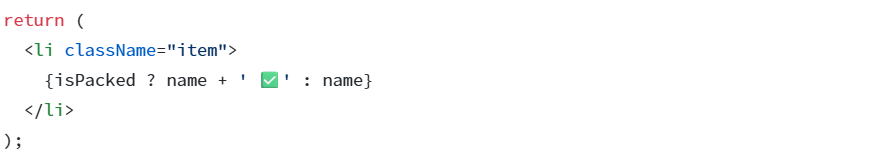 return (
  <li className="item">
    {isPacked ? name + ' ✅' : name}
  </li>
);